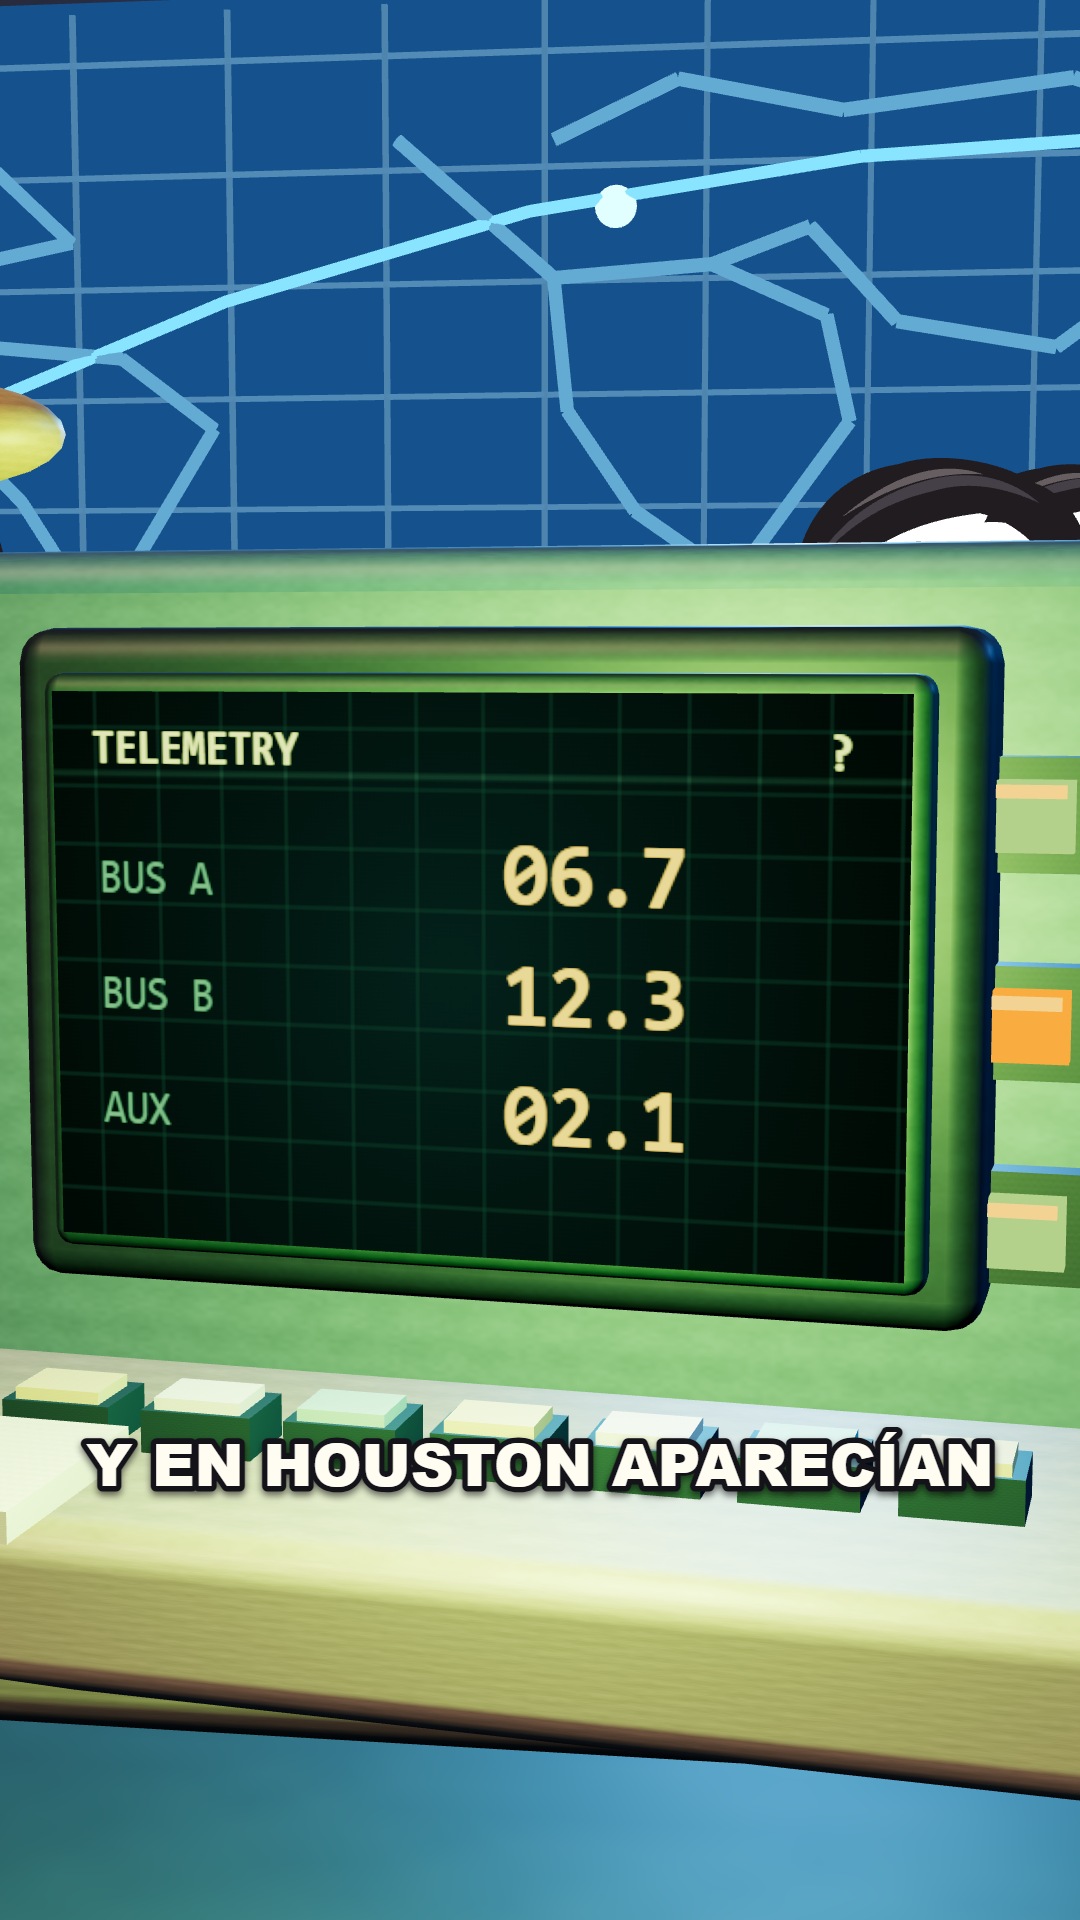 TELEMETRY ?
BUS A 06.7
BUS B 12.3
AUX 02.1
Y EN HOUSTON APARECÍAN